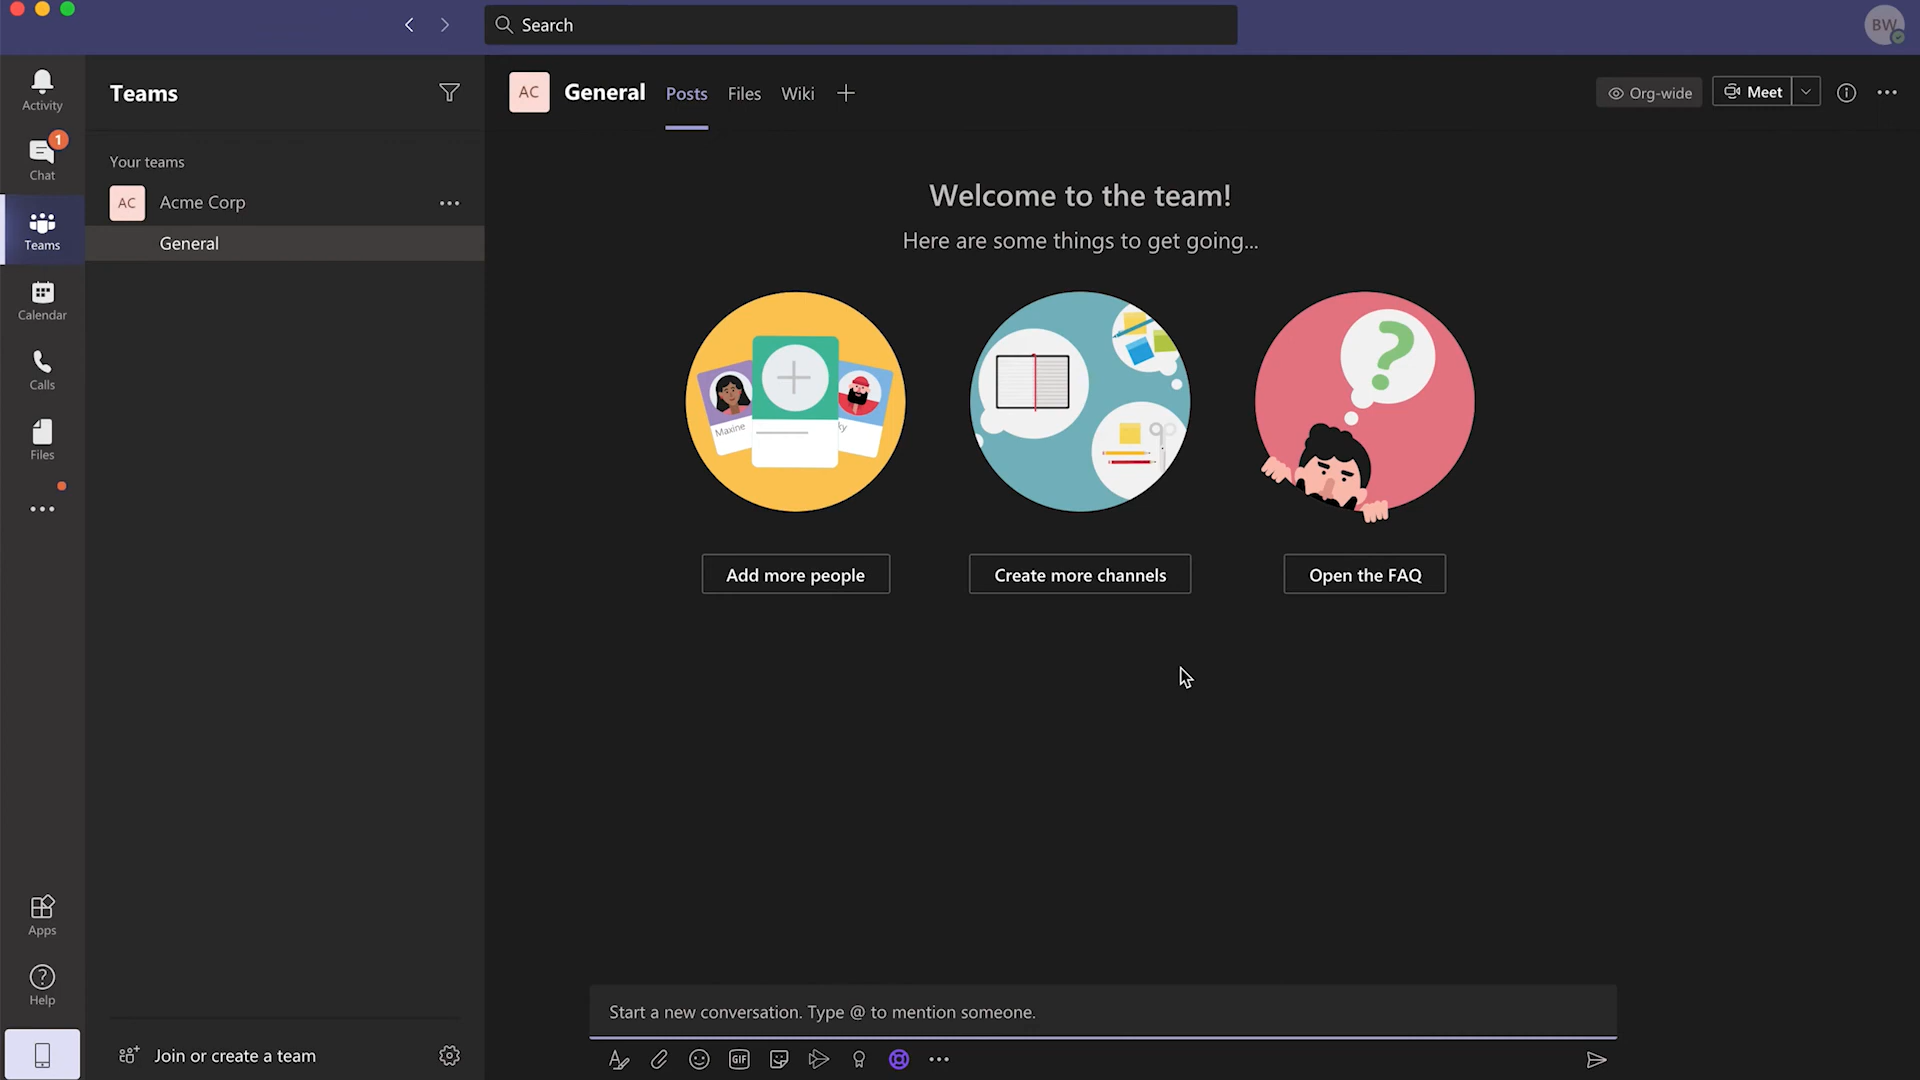 Search
BW
Activity
1
Chat
Teams
Calendar
Calls
Files
Apps
Help
Teams
Your teams
AC Acme Corp
General
Join or create a team
AC General Posts Files Wiki
Org-wide
Meet
Welcome to the team!
Here are some things to get going...
Maxine
ky
?
Add more people
Create more channels
Open the FAQ
Start a new conversation. Type @ to mention someone.
GIF